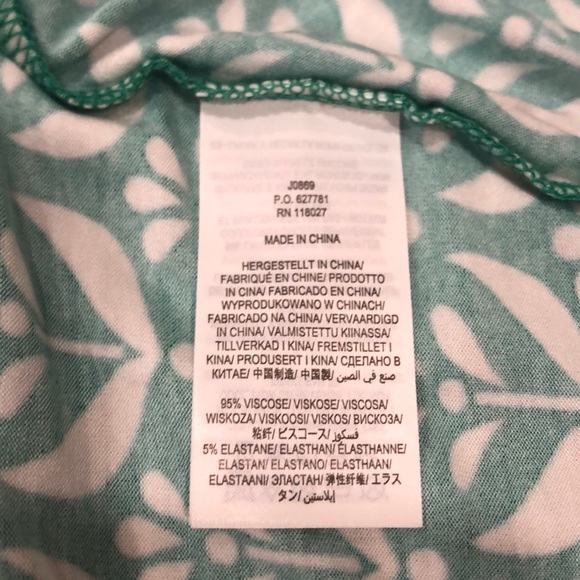 J0869
P.O. 627781
RN 118027
MADE IN CHINA
HERGESTELLT IN CHINA/
FABRIQUÉ EN CHINE/ PRODOTTO
IN CINA/ FABRICADO EN CHINA/
WYPRODUKOWANO W CHINACH/
FABRICADO NA CHINA/ VERVAARDIGD
IN CHINA/ VALMISTETTU KIINASSA/
TILLVERKAD I KINA/ FREMSTILLET I
KINA/ PRODUSERT I KINA/ СДЕЛАНО В
КИТАЕ/ 中国制造/ 中國製/ صنع في الصين
95% VISCOSE/ VISKOSE/ VISCOSA/
WISKOZA/ VISKOOSI/ VISKOS/ ВИСКОЗА/
粘纤/ ビスコース/ فسكوز/
5% ELASTANE/ ELASTHAN/ ÉLASTHANNE/
ELASTAN/ ELASTANO/ ELASTHAAN/
ELASTAANI/ ЭЛАСТАН/ 弹性纤维/ エラス
タン/ إيلاستين